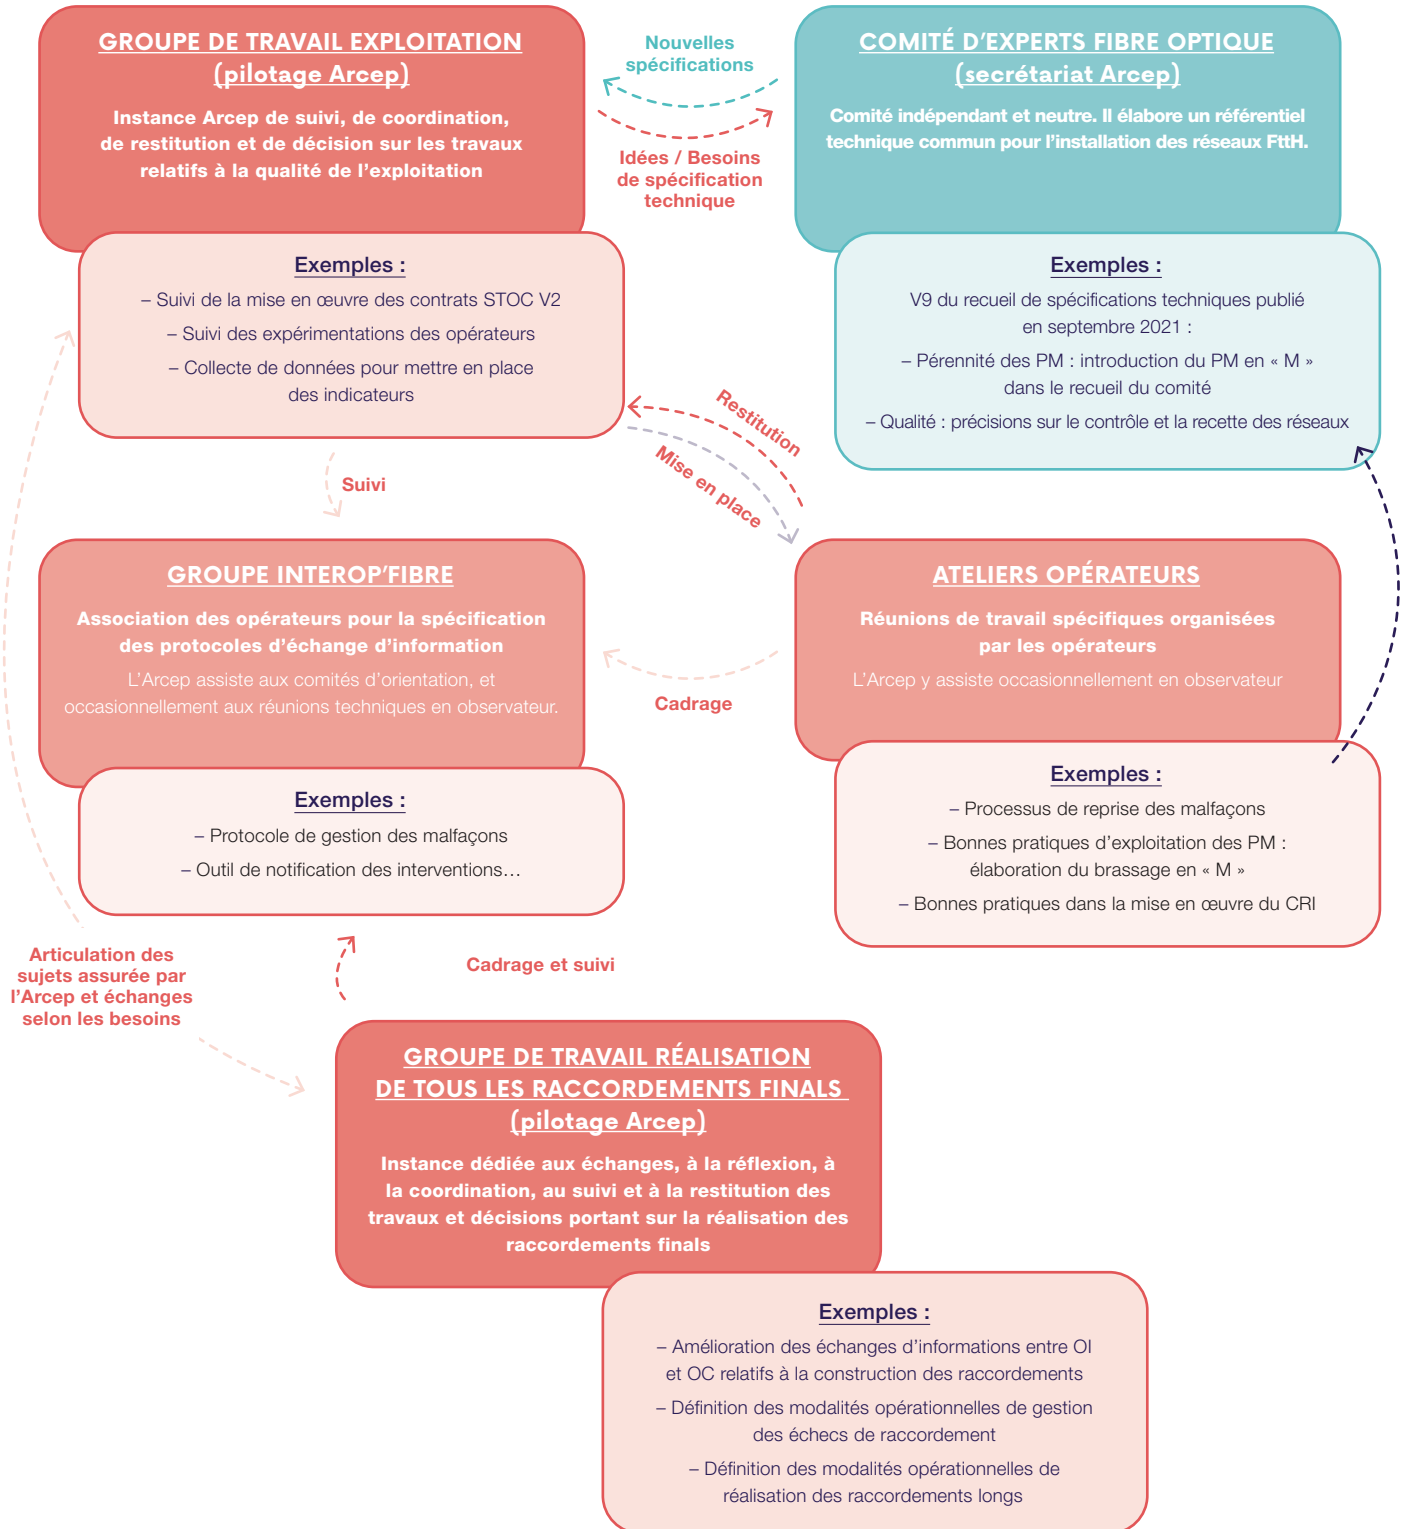 GROUPE DE TRAVAIL EXPLOITATION
(pilotage Arcep)
Instance Arcep de suivi, de coordination,
de restitution et de décision sur les travaux
relatifs à la qualité de l'exploitation
Exemples :
– Suivi de la mise en œuvre des contrats STOC V2
– Suivi des expérimentations des opérateurs
– Collecte de données pour mettre en place
des indicateurs
Nouvelles
spécifications
Idées / Besoins
de spécification
technique
COMITÉ D'EXPERTS FIBRE OPTIQUE
(secrétariat Arcep)
Comité indépendant et neutre. Il élabore un référentiel
technique commun pour l'installation des réseaux FttH.
Exemples :
V9 du recueil de spécifications techniques publié
en septembre 2021 :
– Pérennité des PM : introduction du PM en « M »
dans le recueil du comité
– Qualité : précisions sur le contrôle et la recette des réseaux
Restitution
Mise en place
Suivi
GROUPE INTEROP'FIBRE
Association des opérateurs pour la spécification
des protocoles d'échange d'information
L'Arcep assiste aux comités d'orientation, et
occasionnellement aux réunions techniques en observateur.
Exemples :
– Protocole de gestion des malfaçons
– Outil de notification des interventions…
Cadrage
ATELIERS OPÉRATEURS
Réunions de travail spécifiques organisées
par les opérateurs
L'Arcep y assiste occasionnellement en observateur
Exemples :
– Processus de reprise des malfaçons
– Bonnes pratiques d'exploitation des PM :
élaboration du brassage en « M »
– Bonnes pratiques dans la mise en œuvre du CRI
Articulation des
sujets assurée par
l'Arcep et échanges
selon les besoins
Cadrage et suivi
GROUPE DE TRAVAIL RÉALISATION
DE TOUS LES RACCORDEMENTS FINALS
(pilotage Arcep)
Instance dédiée aux échanges, à la réflexion, à
la coordination, au suivi et à la restitution des
travaux et décisions portant sur la réalisation des
raccordements finals
Exemples :
– Amélioration des échanges d'informations entre OI
et OC relatifs à la construction des raccordements
– Définition des modalités opérationnelles de gestion
des échecs de raccordement
– Définition des modalités opérationnelles de
réalisation des raccordements longs